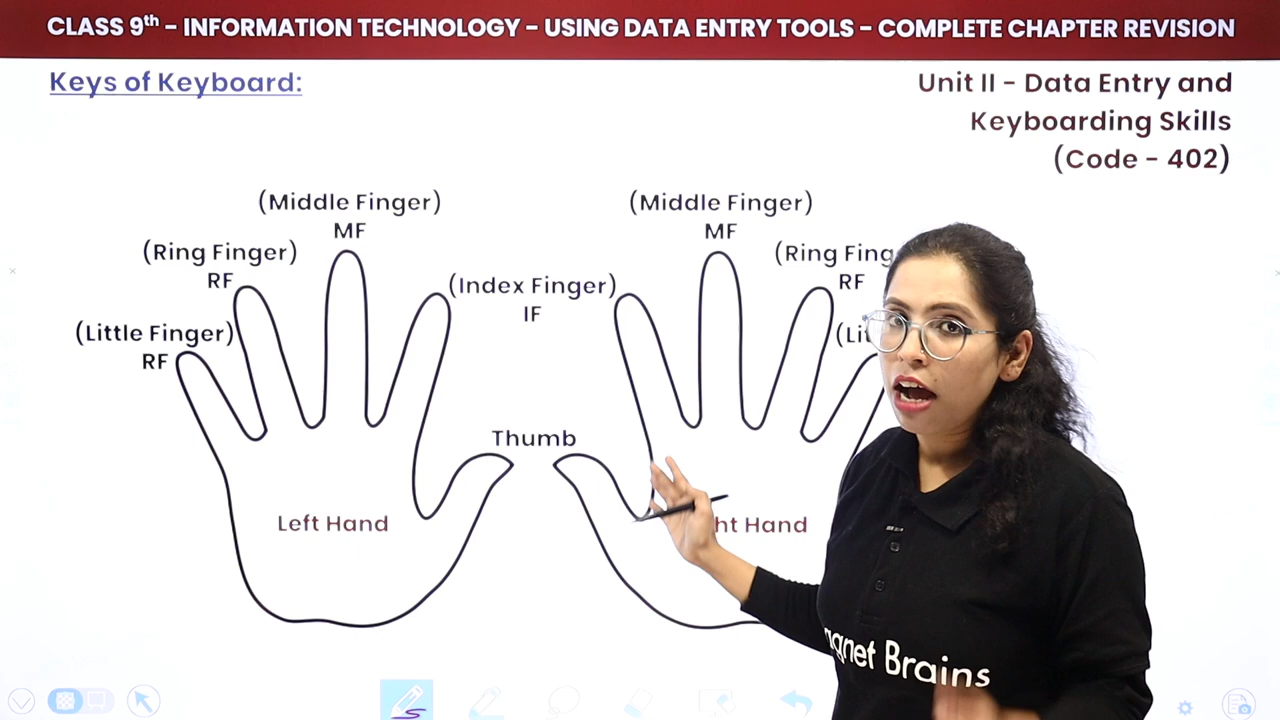 CLASS 9th – INFORMATION TECHNOLOGY – USING DATA ENTRY TOOLS – COMPLETE CHAPTER REVISION
Keys of Keyboard:
Unit II – Data Entry and
Keyboarding Skills
(Code – 402)
(Middle Finger)
MF
(Middle Finger)
MF
(Ring Finger)
RF
(Ring Fing
RF
(Index Finger)
IF
(Little Finger)
RF
(Lit
Thumb
Left Hand
ht Hand
gnet Brains